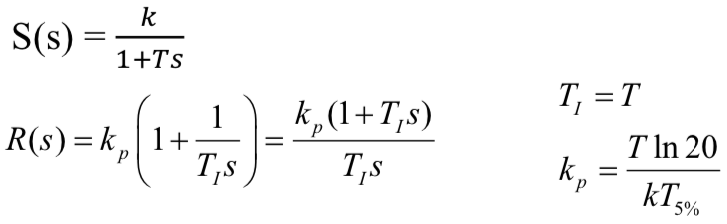 S(s) = k / (1+Ts)
R(s) = k_p (1 + 1 / (T_I s)) = k_p (1 + T_I s) / (T_I s)
T_I = T
k_p = T ln 20 / (k T_5%)